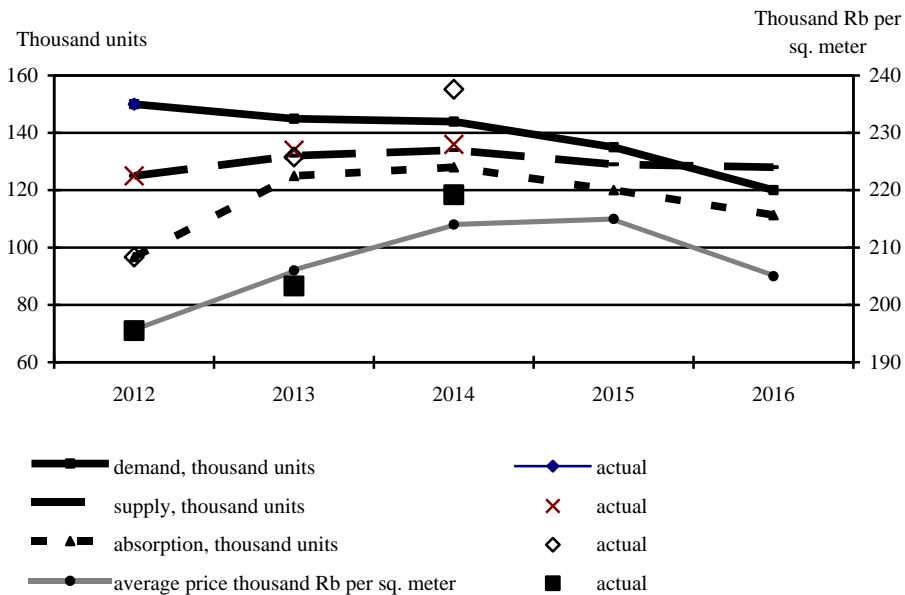 Thousand units
Thousand Rb per
sq. meter
160
140
120
100
80
60
240
230
220
210
200
190
2012 2013 2014 2015 2016
demand, thousand units
actual
supply, thousand units
actual
absorption, thousand units
actual
average price thousand Rb per sq. meter
actual